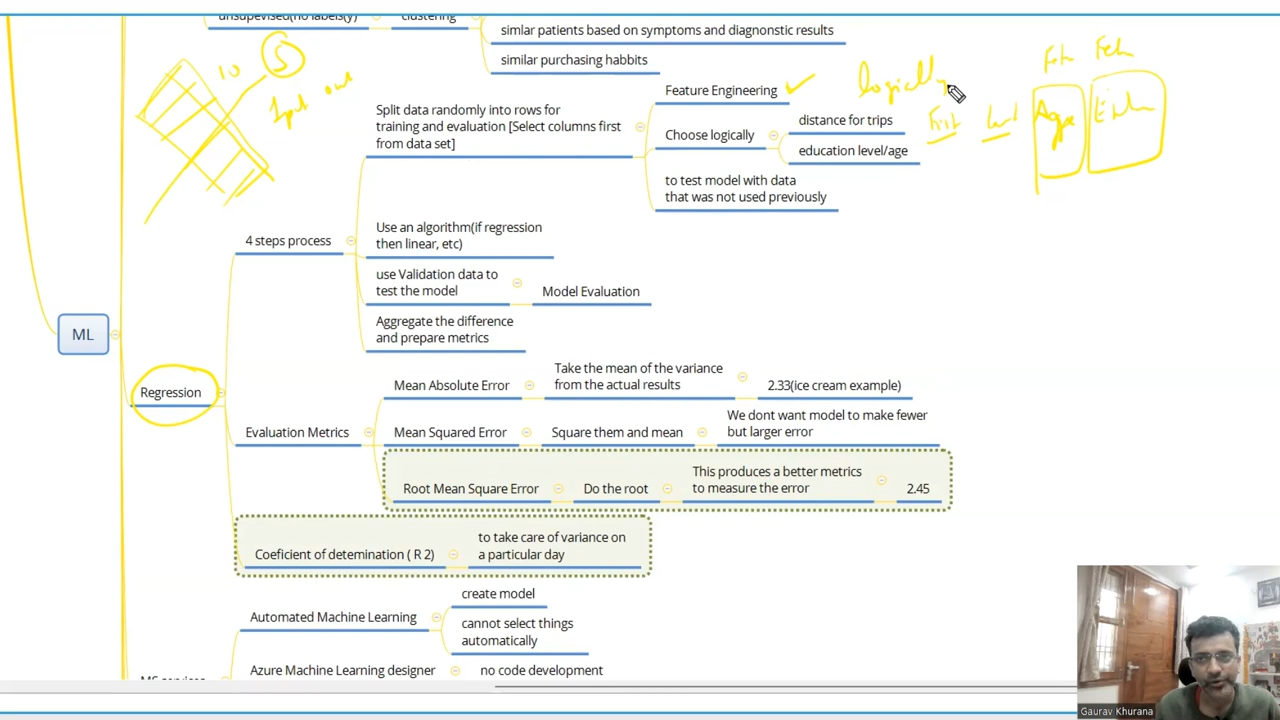 unsupevised(no labels(y)
clustering
simlar patients based on symptoms and diagnonstic results
similar purchasing habbits
10
5
Split data randomly into rows for
training and evaluation [Select columns first
from data set]
Feature Engineering
logically
Choose logically
distance for trips
education level/age
First
Age
to test model with data
that was not used previously
4 steps process
Use an algorithm(if regression
then linear, etc)
use Validation data to
test the model
Model Evaluation
Aggregate the difference
and prepare metrics
ML
Regression
Evaluation Metrics
Mean Absolute Error
Take the mean of the variance
from the actual results
2.33(ice cream example)
Mean Squared Error
Square them and mean
We dont want model to make fewer
but larger error
Root Mean Square Error
Do the root
This produces a better metrics
to measure the error
2.45
Coeficient of detemination ( R 2)
to take care of variance on
a particular day
Automated Machine Learning
create model
cannot select things
automatically
Azure Machine Learning designer
no code development
MS services
Gaurav Khurana